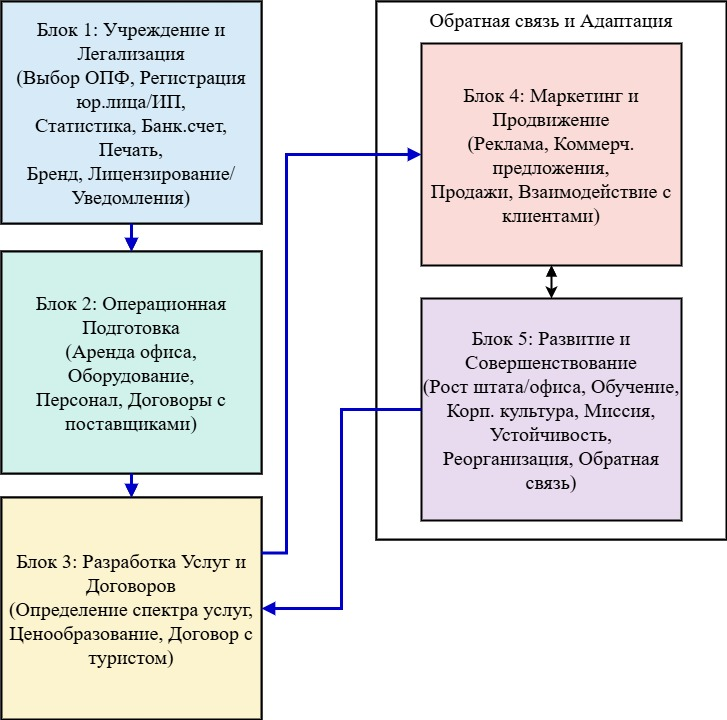 Блок 1: Учреждение и
Легализация
(Выбор ОПФ, Регистрация
юр.лица/ИП,
Статистика, Банк.счет,
Печать,
Бренд, Лицензирование/
Уведомления)
Блок 2: Операционная
Подготовка
(Аренда офиса,
Оборудование,
Персонал, Договоры с
поставщиками)
Блок 3: Разработка Услуг и
Договоров
(Определение спектра услуг,
Ценообразование, Договор с
туристом)
Обратная связь и Адаптация
Блок 4: Маркетинг и
Продвижение
(Реклама, Коммерч.
предложения,
Продажи, Взаимодействие с
клиентами)
Блок 5: Развитие и
Совершенствование
(Рост штата/офиса, Обучение,
Корп. культура, Миссия,
Устойчивость,
Реорганизация, Обратная
связь)